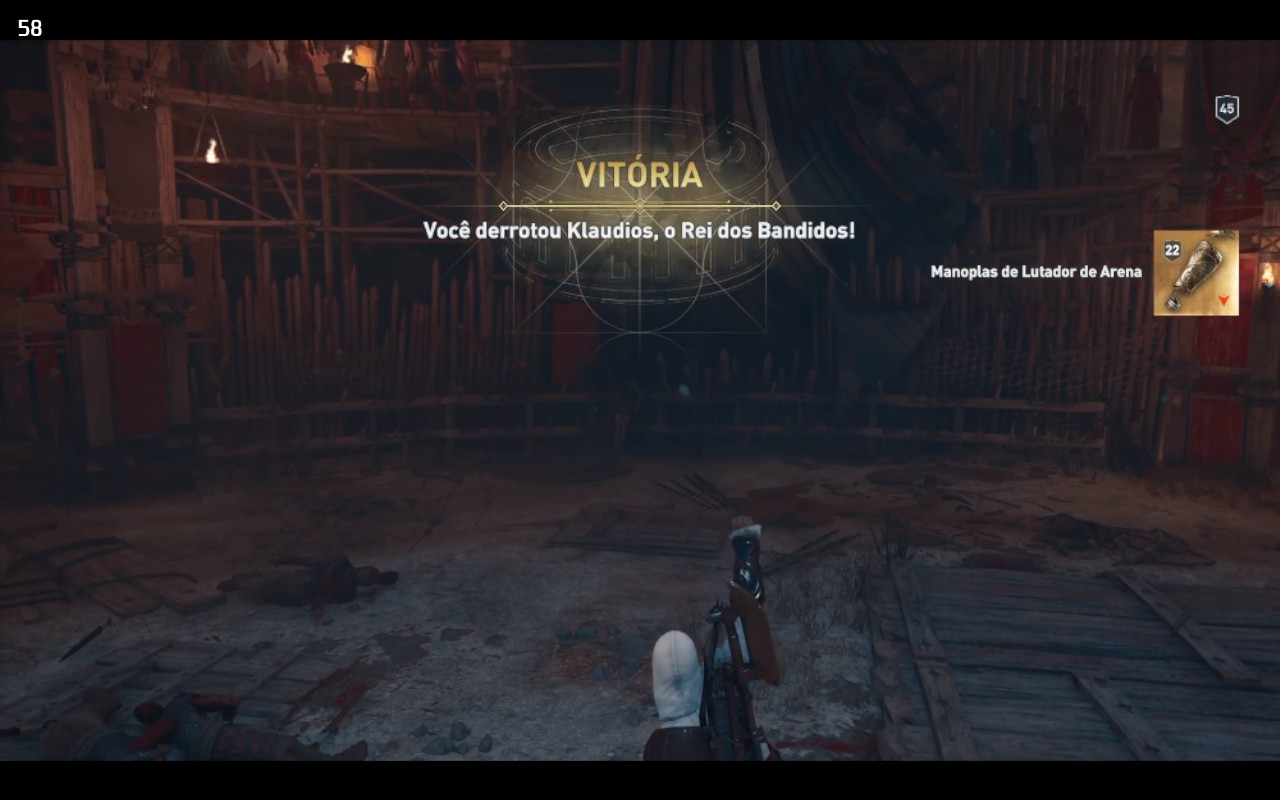 58
45
VITÓRIA
Você derrotou Klaudios, o Rei dos Bandidos!
22
Manoplas de Lutador de Arena